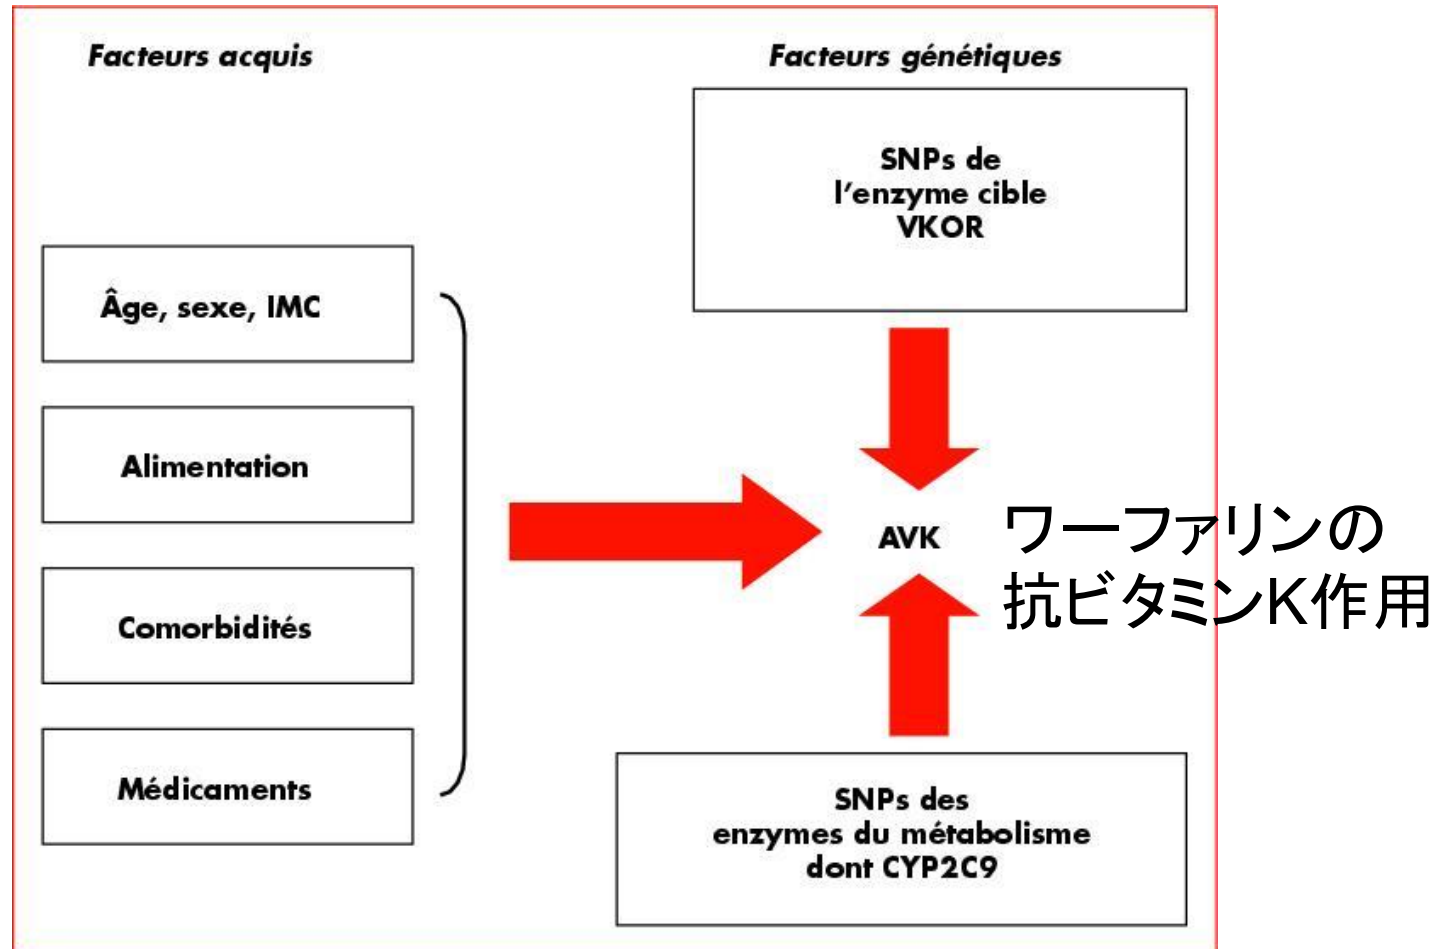 Facteurs acquis
Âge, sexe, IMC
Alimentation
Comorbidités
Médicaments
Facteurs génétiques
SNPs de
l'enzyme cible
VKOR
AVK
ワーファリンの
抗ビタミンK作用
SNPs des
enzymes du métabolisme
dont CYP2C9